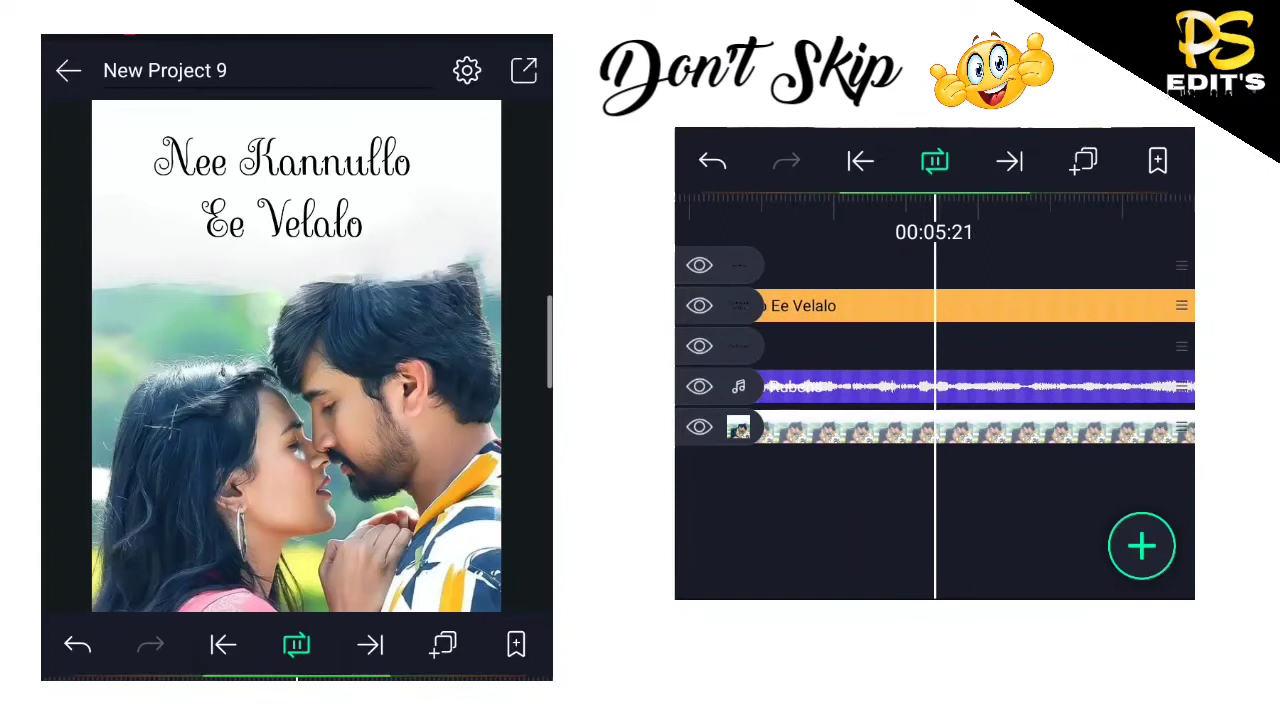 New Project 9
Nee Kannullo
Ee Velalo
Don't Skip
PS
EDIT'S
00:05:21
Ee Velalo